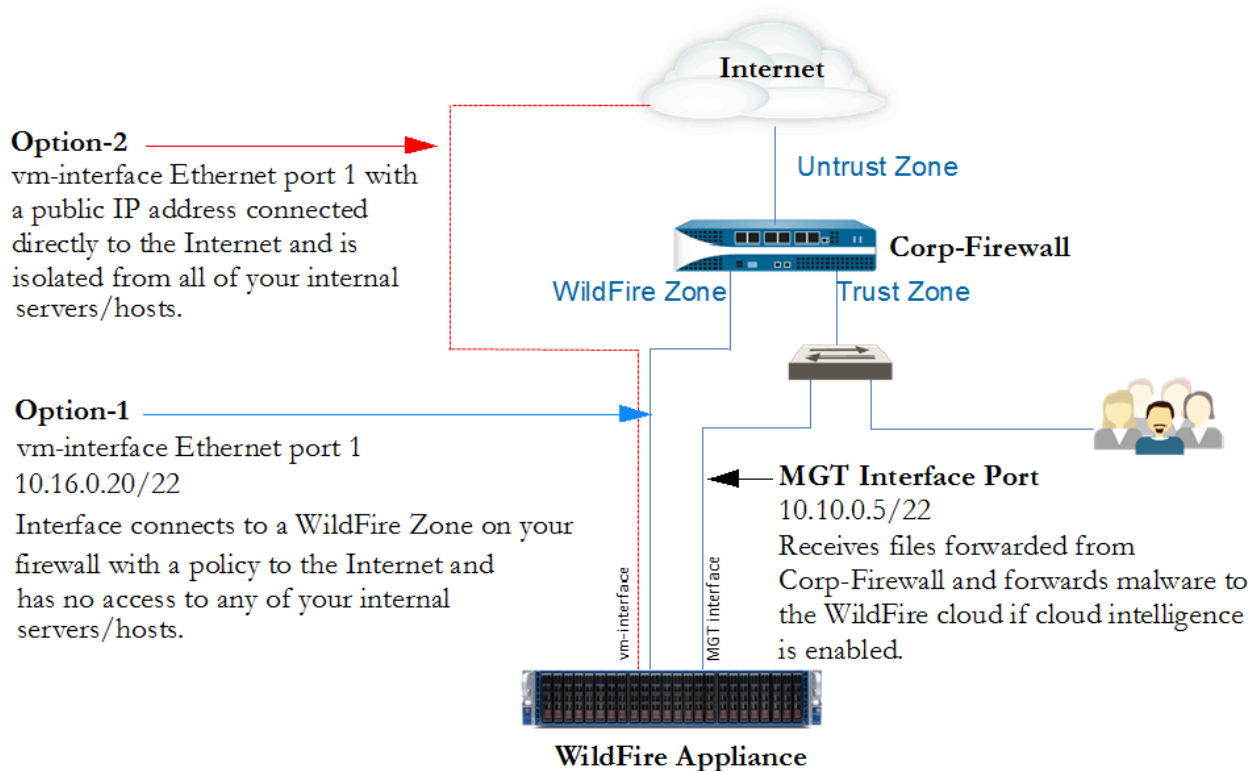 Internet
Option-2
vm-interface Ethernet port 1 with
a public IP address connected
directly to the Internet and is
isolated from all of your internal
servers/hosts.
Untrust Zone
Corp-Firewall
WildFire Zone
Trust Zone
Option-1
vm-interface Ethernet port 1
10.16.0.20/22
Interface connects to a WildFire Zone on your
firewall with a policy to the Internet and
has no access to any of your internal
servers/hosts.
MGT Interface Port
10.10.0.5/22
Receives files forwarded from
Corp-Firewall and forwards malware to
the WildFire cloud if cloud intelligence
is enabled.
vm-interface
MGT interface
WildFire Appliance